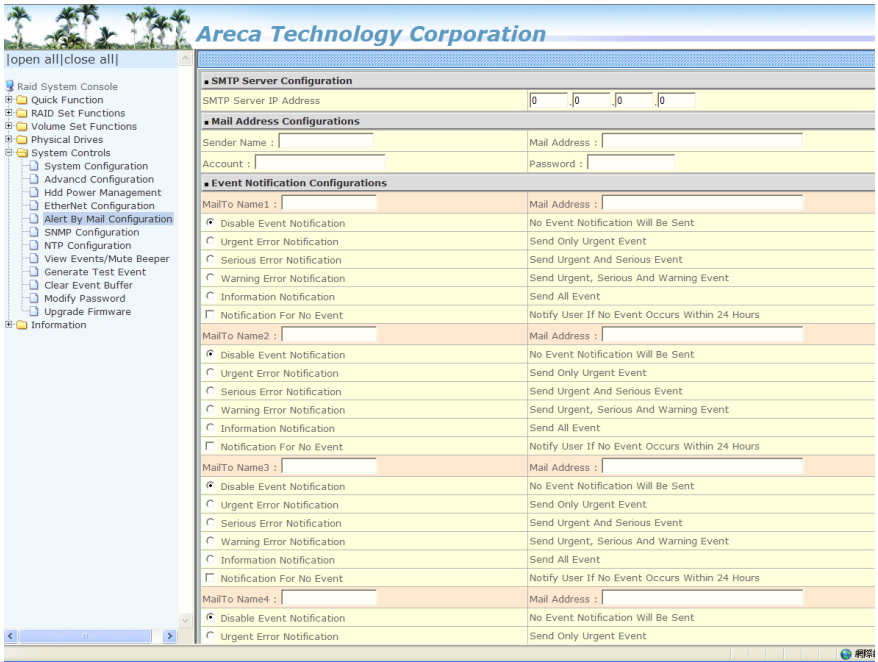 Areca Technology Corporation
|open all|close all|
Raid System Console
Quick Function
RAID Set Functions
Volume Set Functions
Physical Drives
System Controls
System Configuration
Advancd Configuration
Hdd Power Management
EtherNet Configuration
Alert By Mail Configuration
SNMP Configuration
NTP Configuration
View Events/Mute Beeper
Generate Test Event
Clear Event Buffer
Modify Password
Upgrade Firmware
Information
SMTP Server Configuration
SMTP Server IP Address 0 .0 .0 .0
Mail Address Configurations
Sender Name : Mail Address :
Account : Password :
Event Notification Configurations
MailTo Name1 : Mail Address :
Disable Event Notification No Event Notification Will Be Sent
Urgent Error Notification Send Only Urgent Event
Serious Error Notification Send Urgent And Serious Event
Warning Error Notification Send Urgent, Serious And Warning Event
Information Notification Send All Event
Notification For No Event Notify User If No Event Occurs Within 24 Hours
MailTo Name2 : Mail Address :
Disable Event Notification No Event Notification Will Be Sent
Urgent Error Notification Send Only Urgent Event
Serious Error Notification Send Urgent And Serious Event
Warning Error Notification Send Urgent, Serious And Warning Event
Information Notification Send All Event
Notification For No Event Notify User If No Event Occurs Within 24 Hours
MailTo Name3 : Mail Address :
Disable Event Notification No Event Notification Will Be Sent
Urgent Error Notification Send Only Urgent Event
Serious Error Notification Send Urgent And Serious Event
Warning Error Notification Send Urgent, Serious And Warning Event
Information Notification Send All Event
Notification For No Event Notify User If No Event Occurs Within 24 Hours
MailTo Name4 : Mail Address :
Disable Event Notification No Event Notification Will Be Sent
Urgent Error Notification Send Only Urgent Event
網際